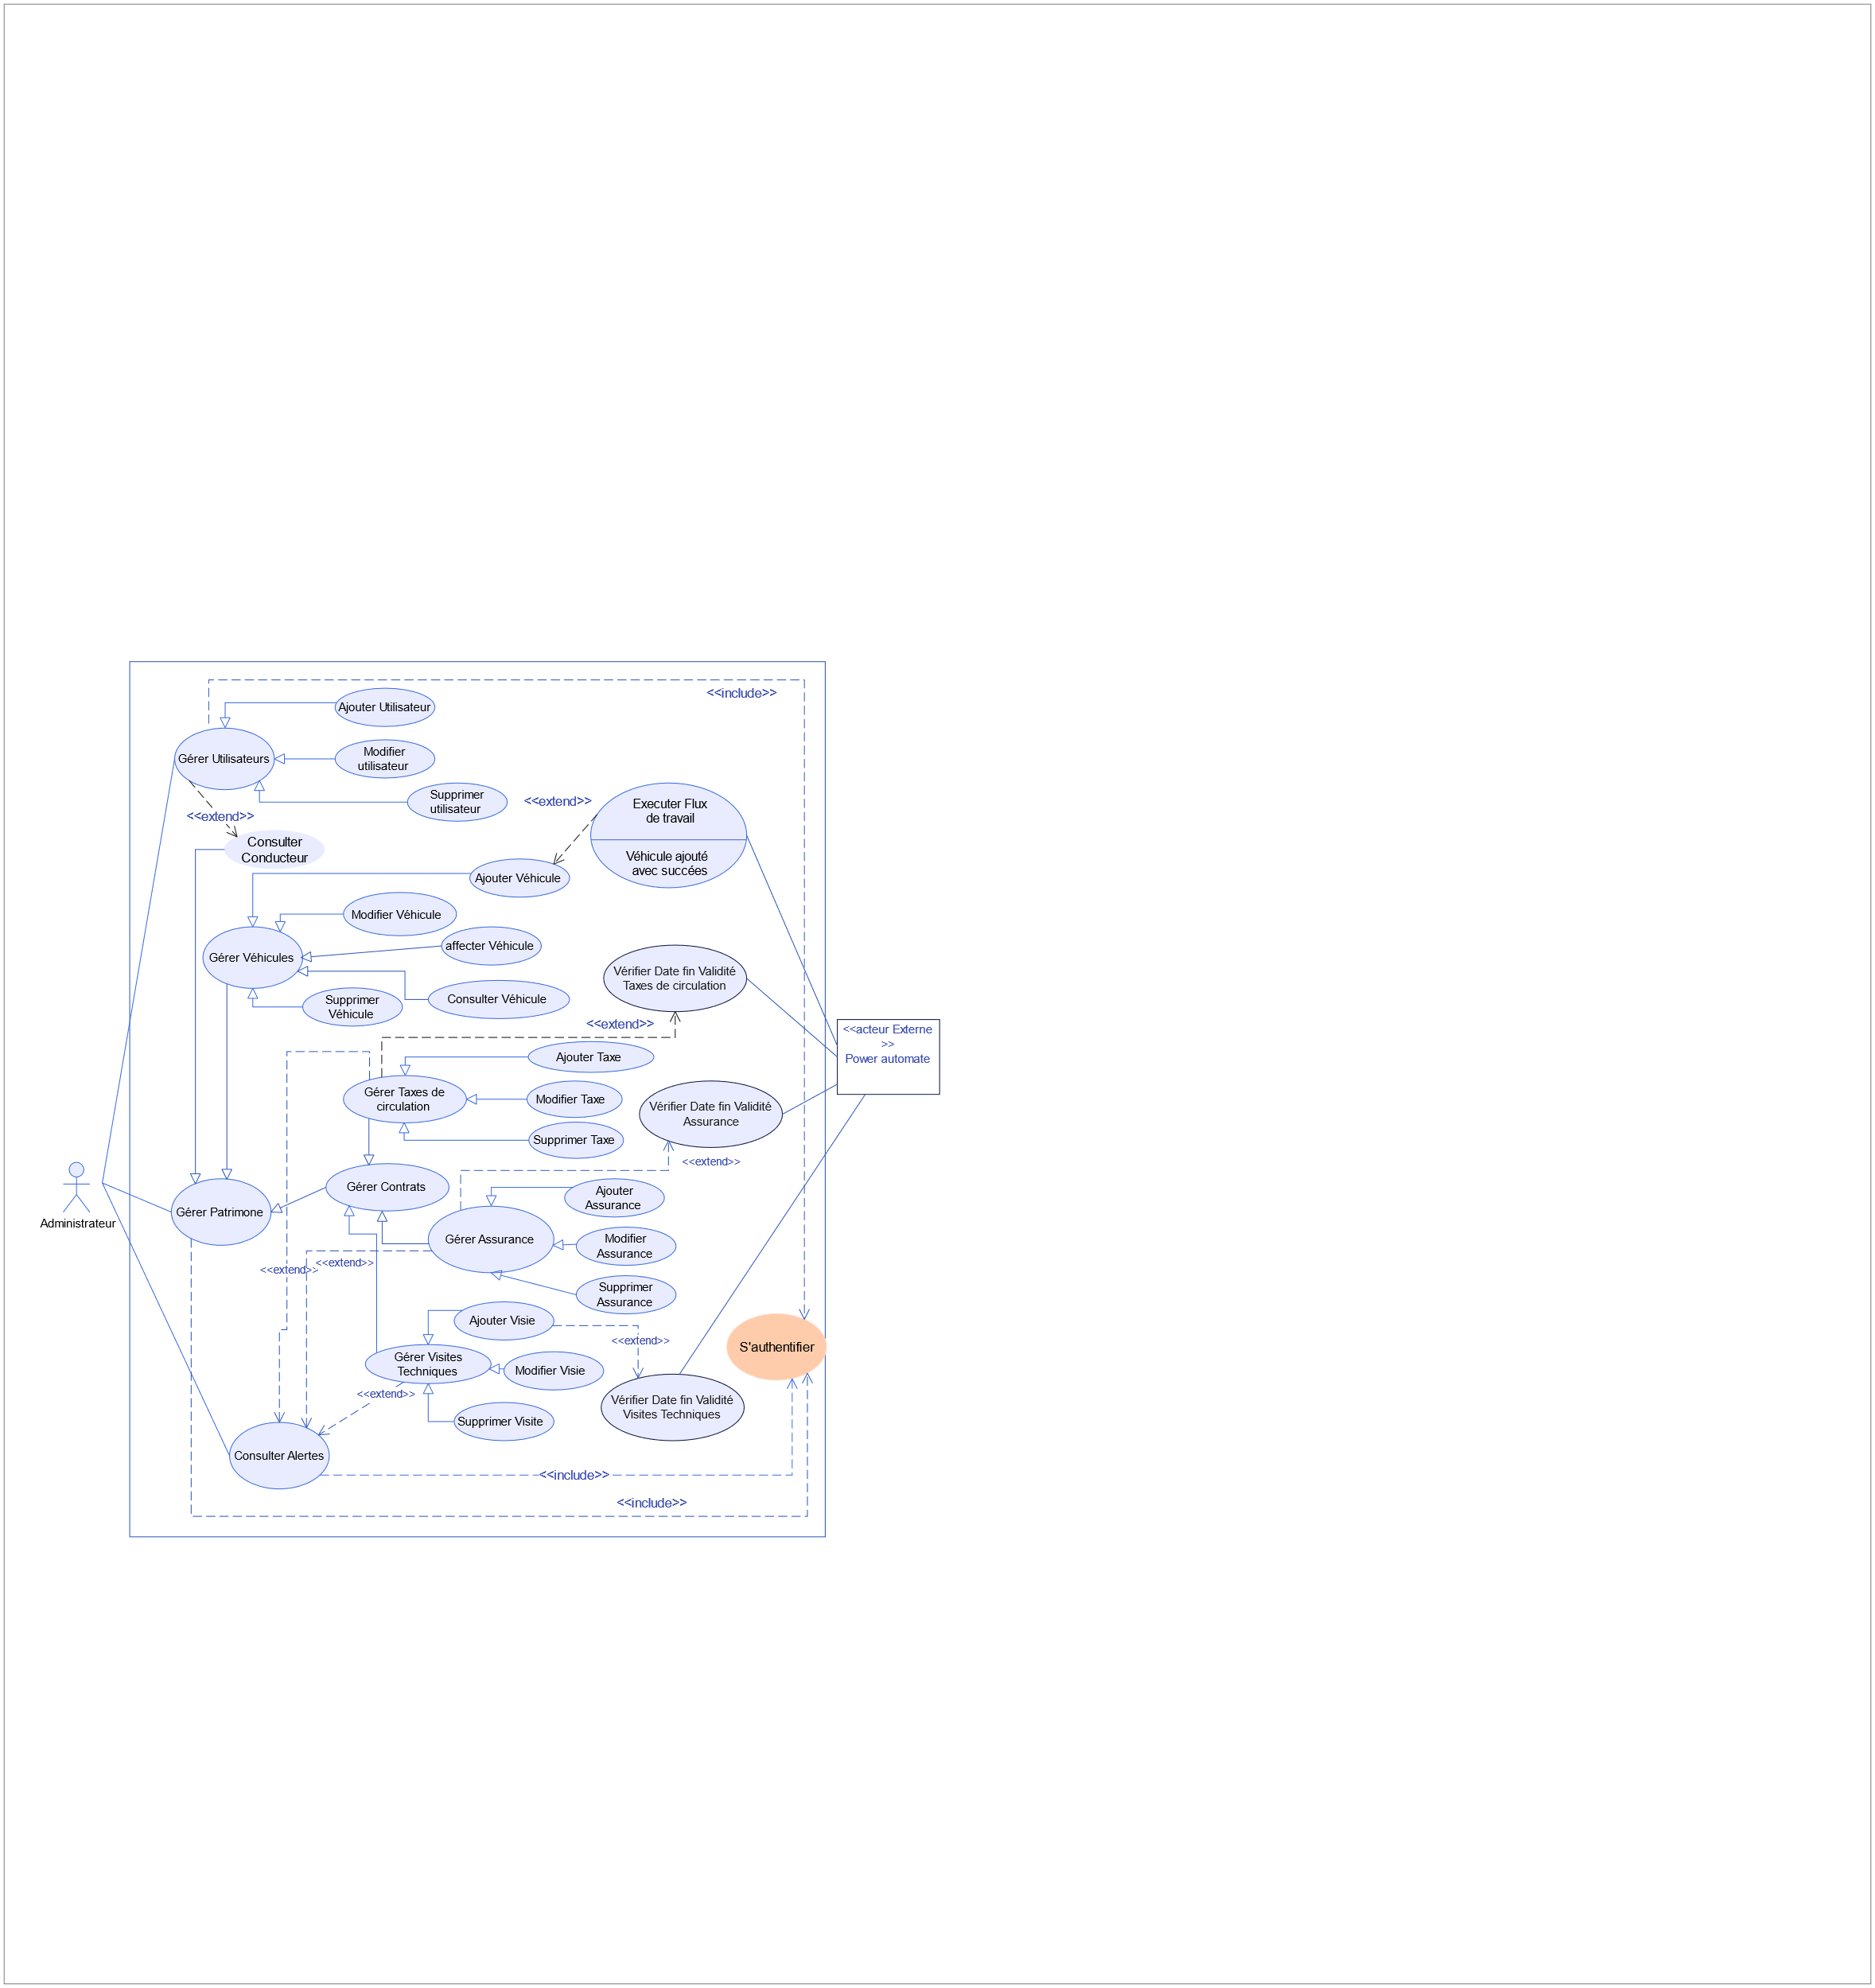 <<include>>
Ajouter Utilisateur
Gérer Utilisateurs
Modifier
utilisateur
Supprimer
utilisateur
<<extend>>
<<extend>>
Executer Flux
de travail
Véhicule ajouté
avec succées
Consulter
Conducteur
Ajouter Véhicule
Modifier Véhicule
affecter Véhicule
Gérer Véhicules
Consulter Véhicule
Supprimer
Véhicule
Vérifier Date fin Validité
Taxes de circulation
<<extend>>
<<acteur Externe
>>
Power automate
Ajouter Taxe
Gérer Taxes de
circulation
Modifier Taxe
Supprimer Taxe
Vérifier Date fin Validité
Assurance
<<extend>>
Administrateur
Gérer Patrimone
Gérer Contrats
Ajouter
Assurance
Gérer Assurance
Modifier
Assurance
Supprimer
Assurance
<<extend>>
<<extend>>
Ajouter Visie
<<extend>>
S'authentifier
Gérer Visites
Techniques
Modifier Visie
<<extend>>
Supprimer Visite
Vérifier Date fin Validité
Visites Techniques
Consulter Alertes
<<include>>
<<include>>